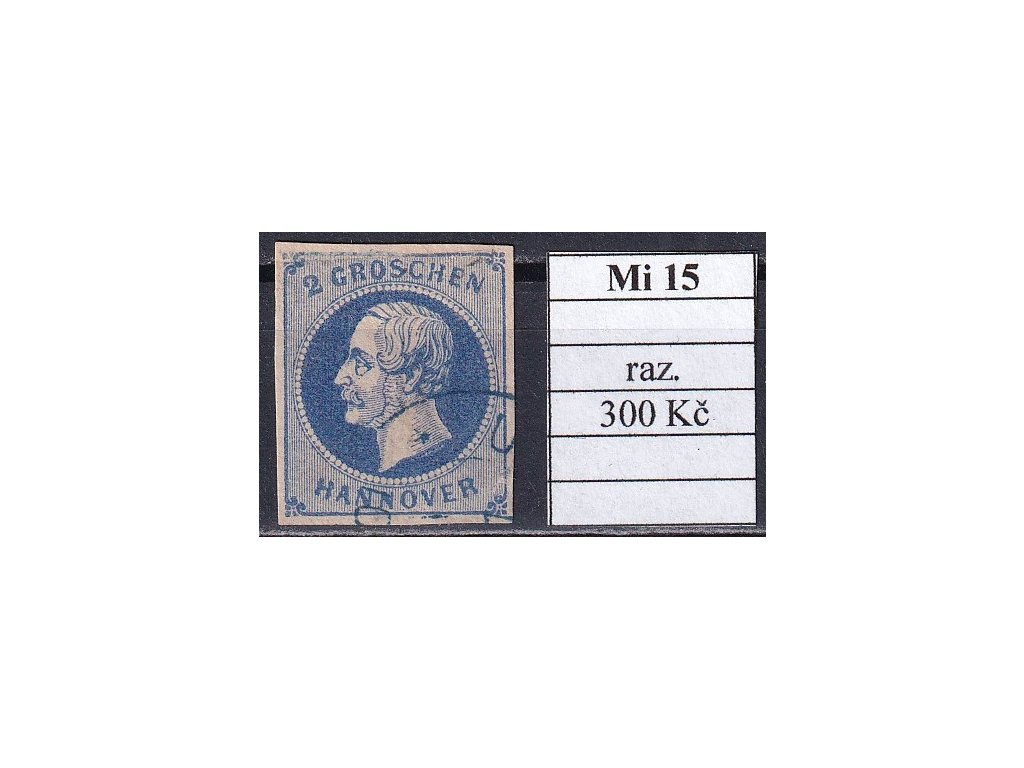 2 GROSCHEN
HANNOVER
Mi 15
raz.
300 Kč